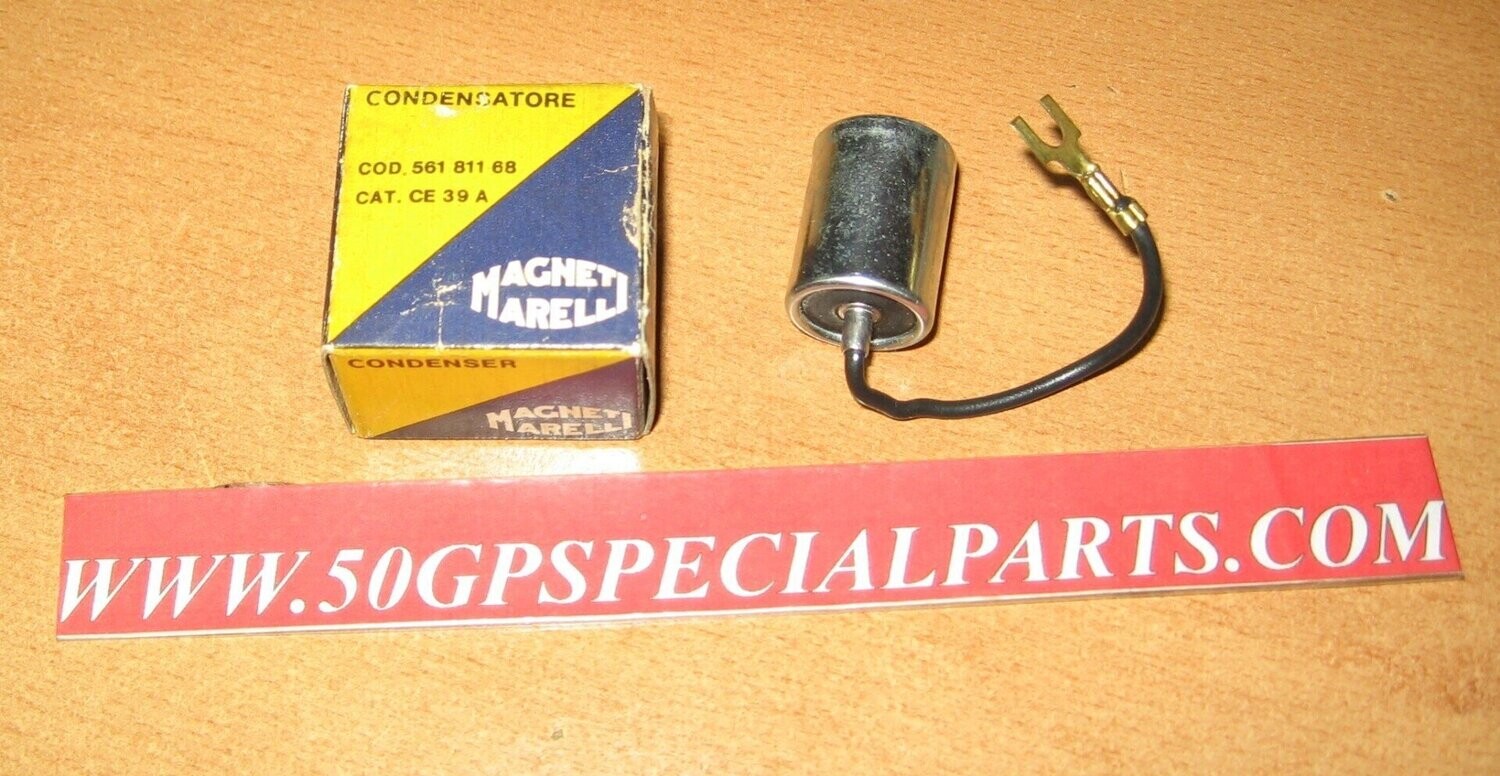 CONDENSATORE
COD. 561 811 68
CAT. CE 39 A
MAGNETI
MARELLI
CONDENSER
MAGNETI
MARELLI
WWW.50GPSPECIALPARTS.COM